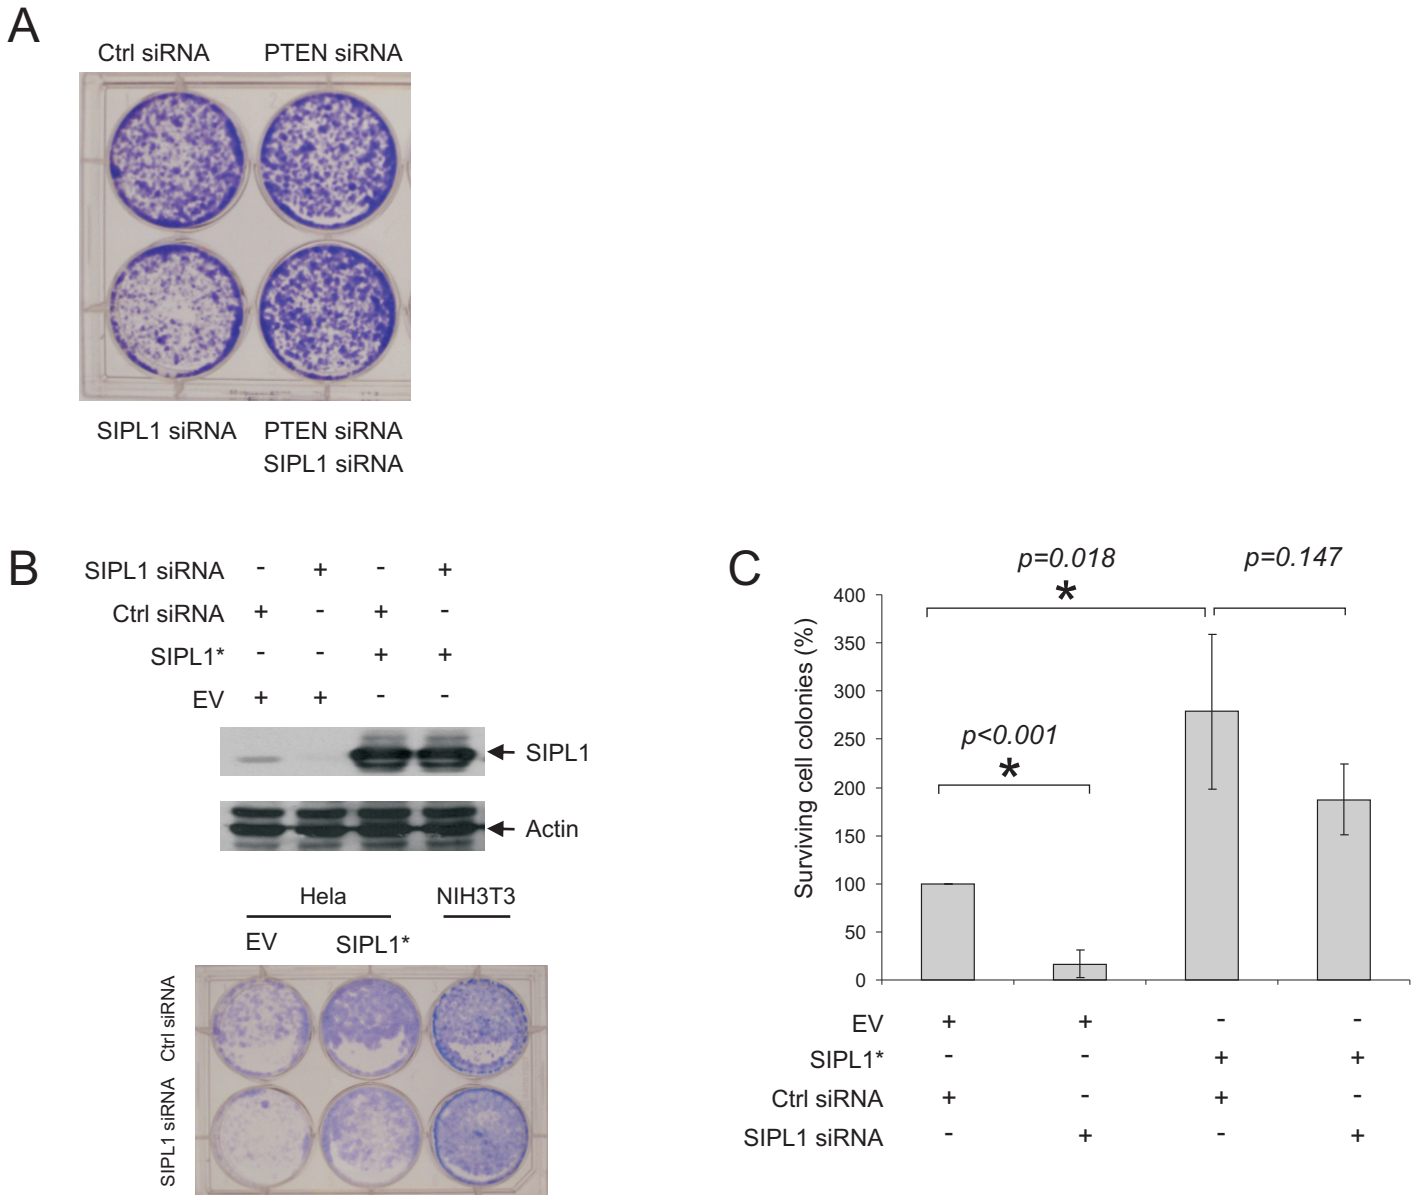 A
Ctrl siRNA PTEN siRNA
SIPL1 siRNA PTEN siRNA
SIPL1 siRNA
B
SIPL1 siRNA - + - +
Ctrl siRNA + - + -
SIPL1* - - + +
EV + + - -
SIPL1
Actin
Hela NIH3T3
EV SIPL1*
Ctrl siRNA
SIPL1 siRNA
C
p=0.018 p=0.147
*
p<0.001
*
Surviving cell colonies (%)
400
350
300
250
200
150
100
50
0
EV + + - -
SIPL1* - - + +
Ctrl siRNA + - + -
SIPL1 siRNA - + - +